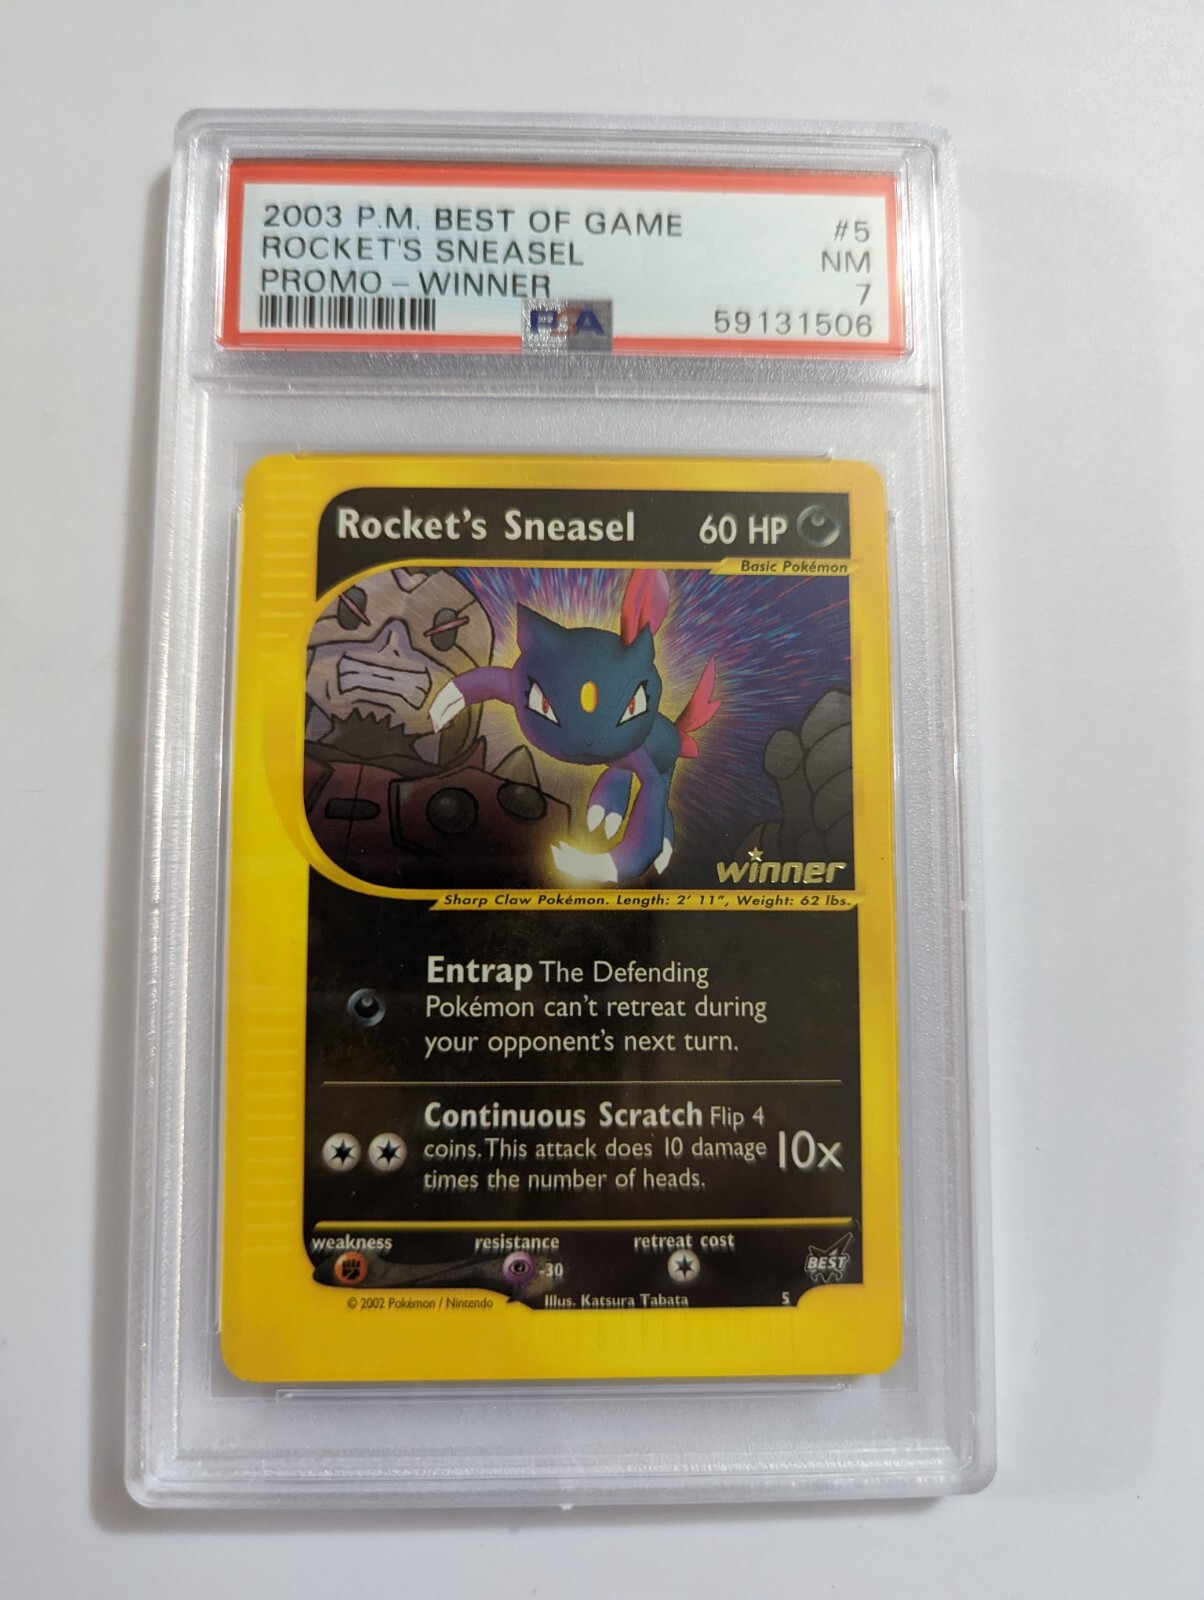 2003 P.M. BEST OF GAME #5
ROCKET'S SNEASEL NM
PROMO - WINNER 7
PSA 59131506
Rocket's Sneasel 60 HP
Basic Pokémon
winner
Sharp Claw Pokémon. Length: 2' 11", Weight: 62 lbs.
Entrap The Defending
Pokémon can't retreat during
your opponent's next turn.
Continuous Scratch Flip 4
coins. This attack does 10 damage 10x
times the number of heads.
weakness resistance retreat cost
-30 BEST
© 2002 Pokémon / Nintendo Illus. Katsura Tabata 5